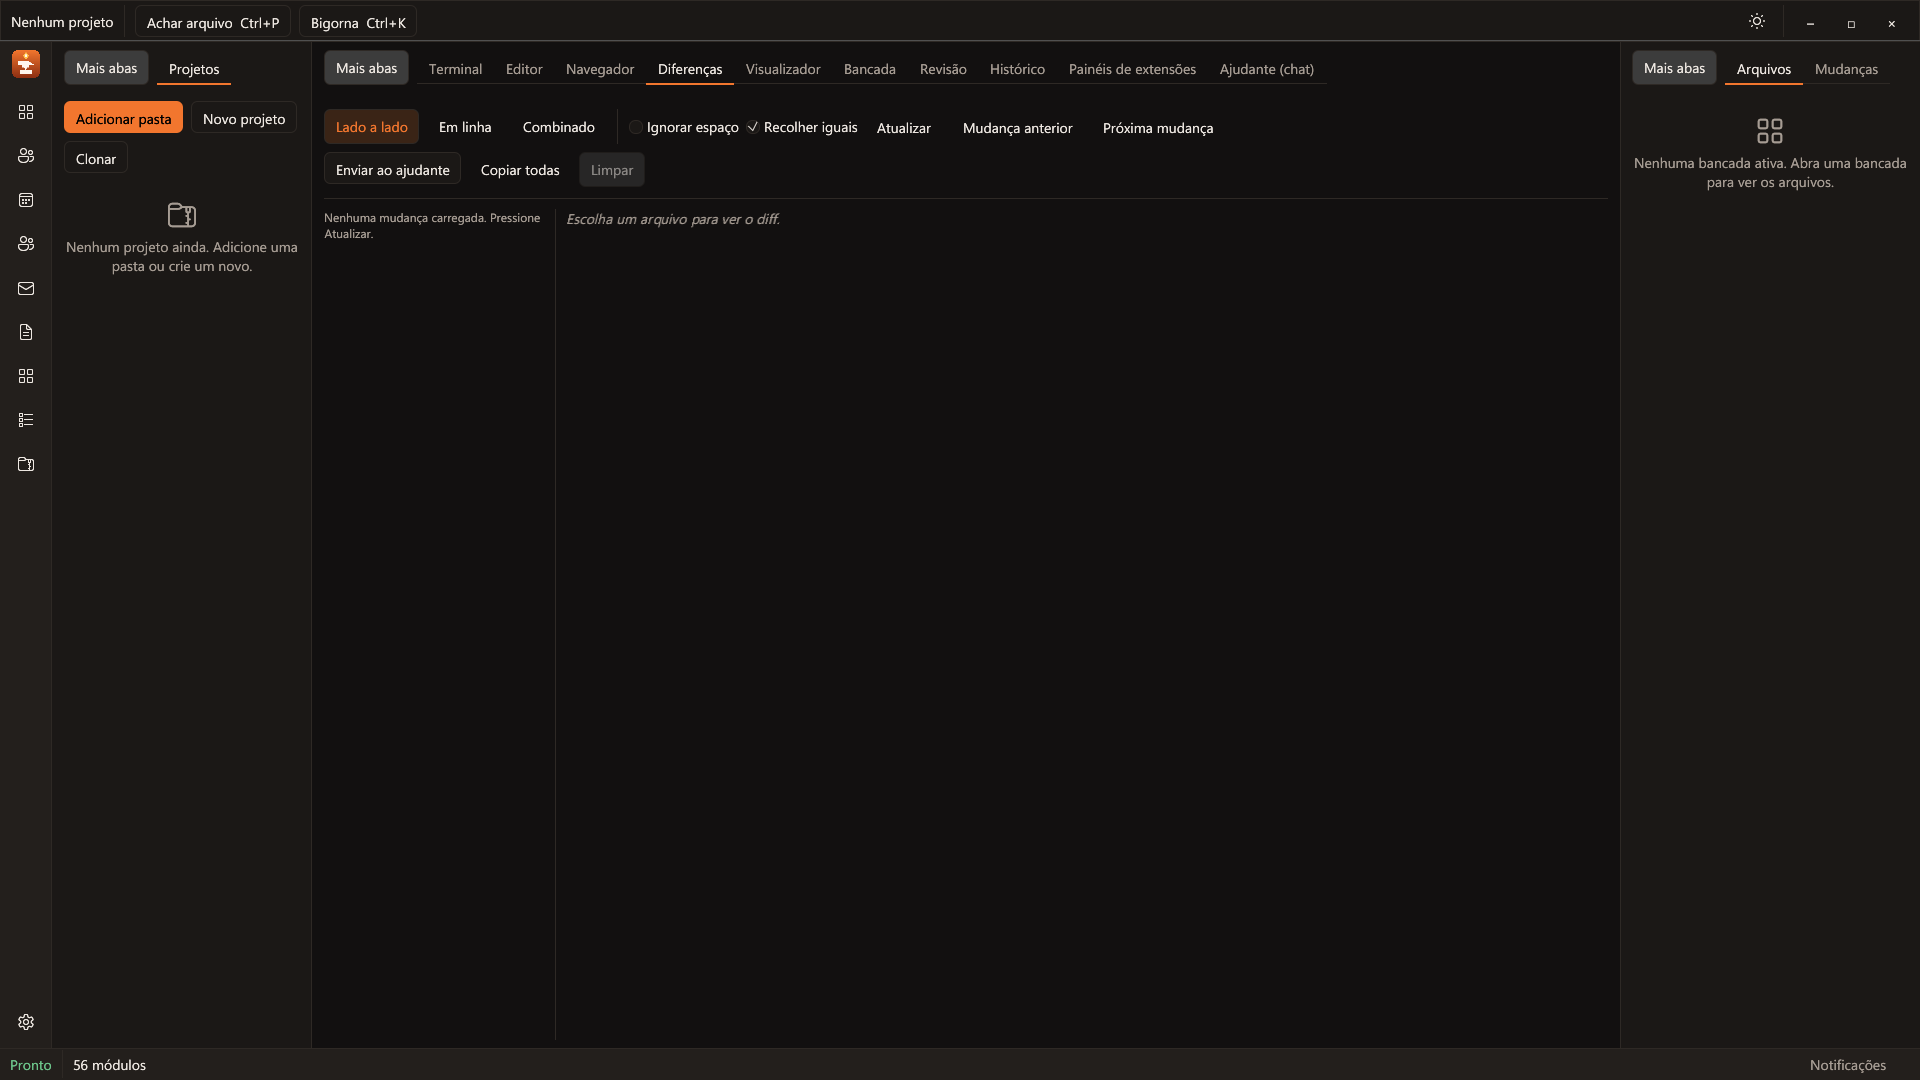 Nenhum projeto
Achar arquivo Ctrl+P
Bigorna Ctrl+K
Mais abas
Projetos
Adicionar pasta
Novo projeto
Clonar
Nenhum projeto ainda. Adicione uma
pasta ou crie um novo.
Mais abas
Terminal
Editor
Navegador
Diferenças
Visualizador
Bancada
Revisão
Histórico
Painéis de extensões
Ajudante (chat)
Lado a lado
Em linha
Combinado
Ignorar espaço
Recolher iguais
Atualizar
Mudança anterior
Próxima mudança
Enviar ao ajudante
Copiar todas
Limpar
Nenhuma mudança carregada. Pressione
Atualizar.
Escolha um arquivo para ver o diff.
Mais abas
Arquivos
Mudanças
Nenhuma bancada ativa. Abra uma bancada
para ver os arquivos.
Pronto
56 módulos
Notificações